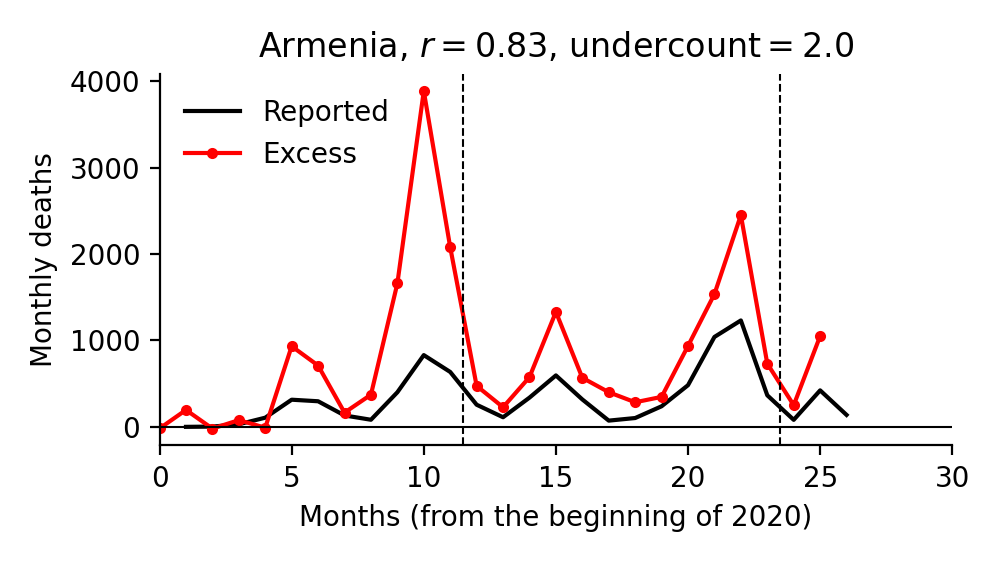 Armenia, r = 0.83, undercount = 2.0
Reported
Excess
Monthly deaths
4000
3000
2000
1000
0
0 5 10 15 20 25 30
Months (from the beginning of 2020)